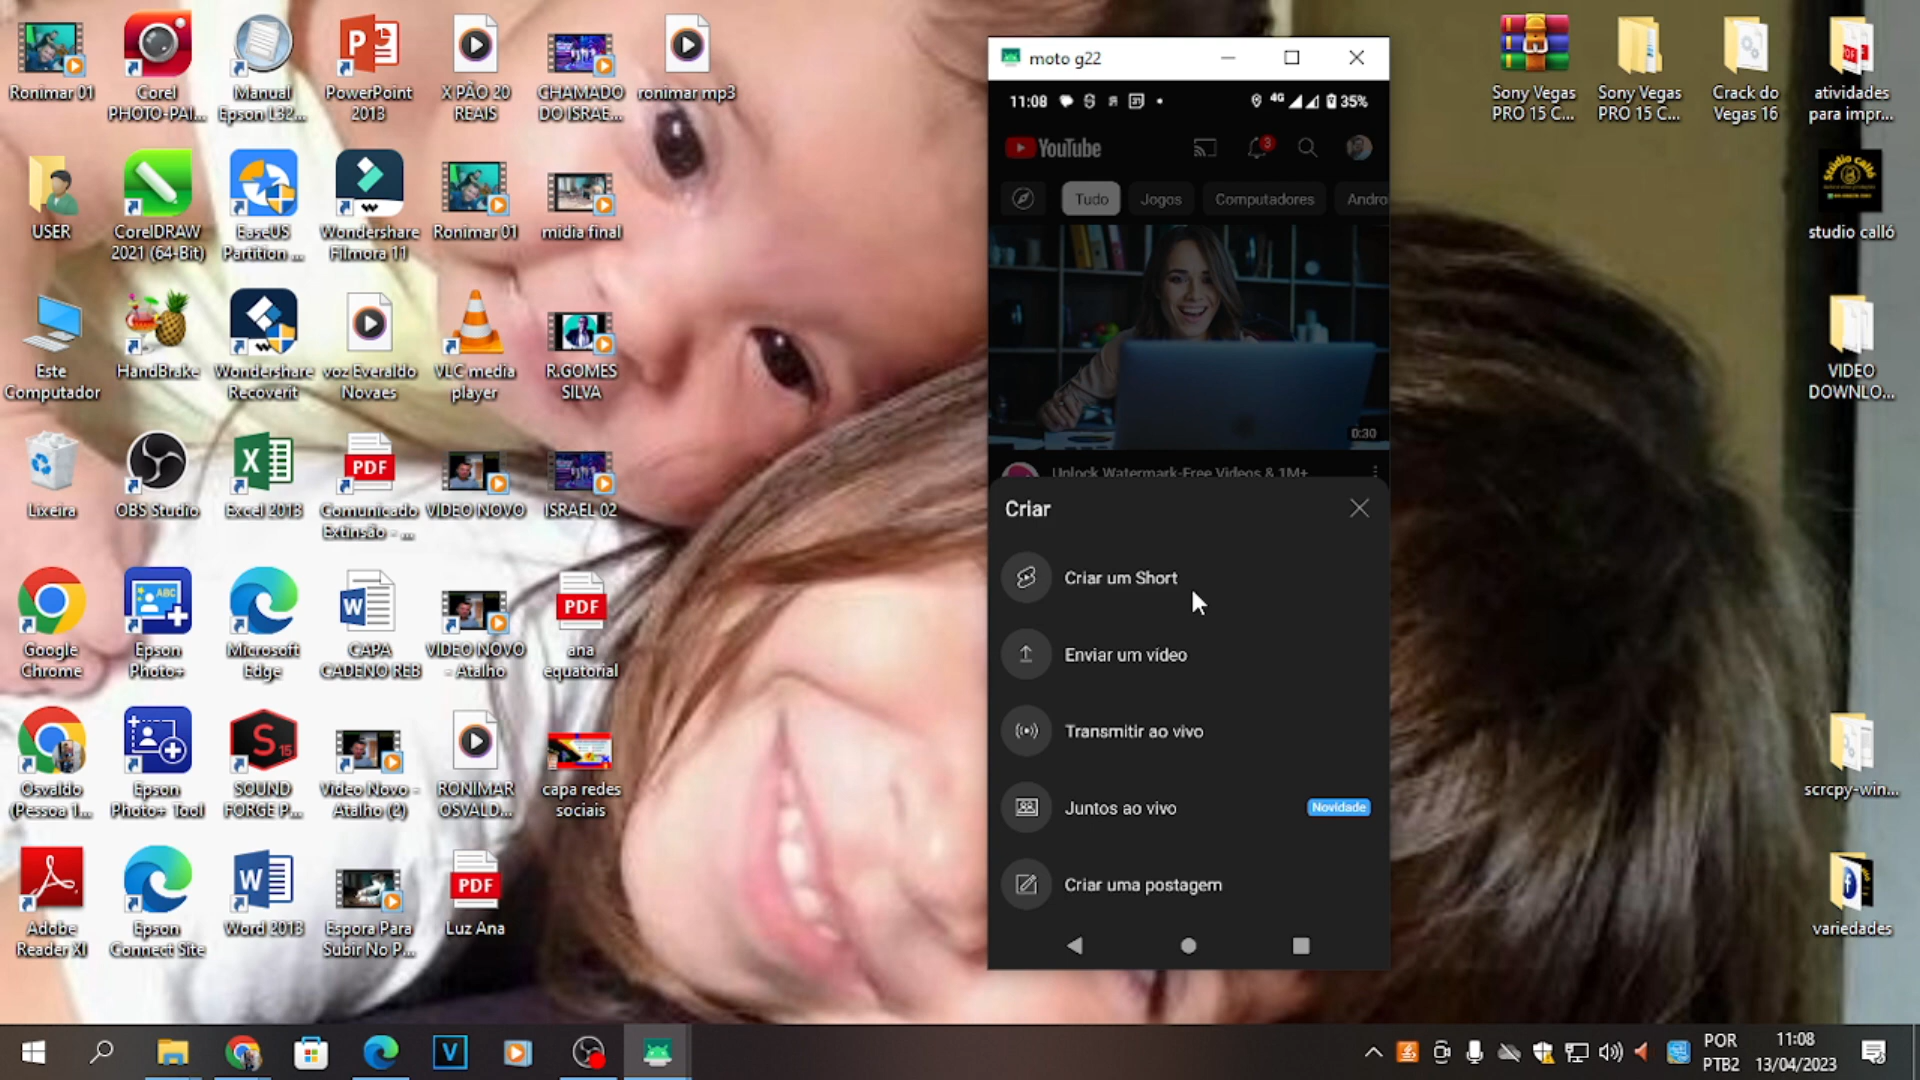 Ronimar 01
Corel
PHOTO-PAI...
Manual
Epson L32...
PowerPoint
2013
X PÃO 20
REAIS
CHAMADO
DO ISRAE...
ronimar mp3
USER
CorelDRAW
2021 (64-Bit)
EaseUS
Partition ...
Wondershare
Filmora 11
Ronimar 01
midia final
Este
Computador
HandBrake
Wondershare
Recoverit
voz Everaldo
Novaes
VLC media
player
R.GOMES
SILVA
Lixeira
OBS Studio
Excel 2013
PDF
Comunicado
Extinsão - ...
VIDEO NOVO
ISRAEL 02
Google
Chrome
ABC
Epson
Photo+
Microsoft
Edge
CAPA
CADENO REB
VIDEO NOVO
- Atalho
PDF
ana
equatorial
Osvaldo
(Pessoa 1...
Epson
Photo+ Tool
S 15
SOUND
FORGE P...
Video Novo -
Atalho (2)
RONIMAR
OSVALD...
capa redes
sociais
Adobe
Reader XI
Epson
Connect Site
Word 2013
Espora Para
Subir No P...
PDF
Luz Ana
moto g22
11:08
4G
35%
YouTube
3
Tudo
Jogos
Computadores
Andro
0:30
Unlock Watermark-Free Videos & 1M+
Criar
Criar um Short
Enviar um vídeo
Transmitir ao vivo
Juntos ao vivo
Novidade
Criar uma postagem
Sony Vegas
PRO 15 C...
Sony Vegas
PRO 15 C...
Crack do
Vegas 16
atividades
para impr...
Stúdio Calló
studio calló
VIDEO
DOWNLO...
scrcpy-win...
variedades
V
POR
PTB2
11:08
13/04/2023